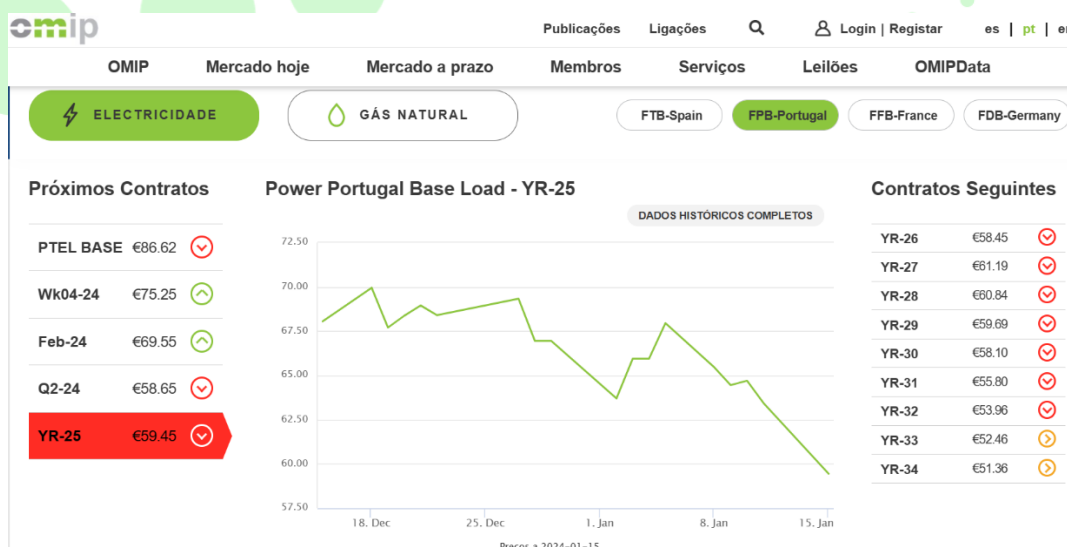 omip
Publicações Ligações Login | Registar es | pt | en
OMIP Mercado hoje Mercado a prazo Membros Serviços Leilões OMIPData
ELECTRICIDADE GÁS NATURAL FTB-Spain FPB-Portugal FFB-France FDB-Germany
Próximos Contratos
PTEL BASE €86.62
Wk04-24 €75.25
Feb-24 €69.55
Q2-24 €58.65
YR-25 €59.45
Power Portugal Base Load - YR-25
DADOS HISTÓRICOS COMPLETOS
72.50
70.00
67.50
65.00
62.50
60.00
57.50
18. Dec 25. Dec 1. Jan 8. Jan 15. Jan
Preços a 2024-01-15
Contratos Seguintes
YR-26 €58.45
YR-27 €61.19
YR-28 €60.84
YR-29 €59.69
YR-30 €58.10
YR-31 €55.80
YR-32 €53.96
YR-33 €52.46
YR-34 €51.36